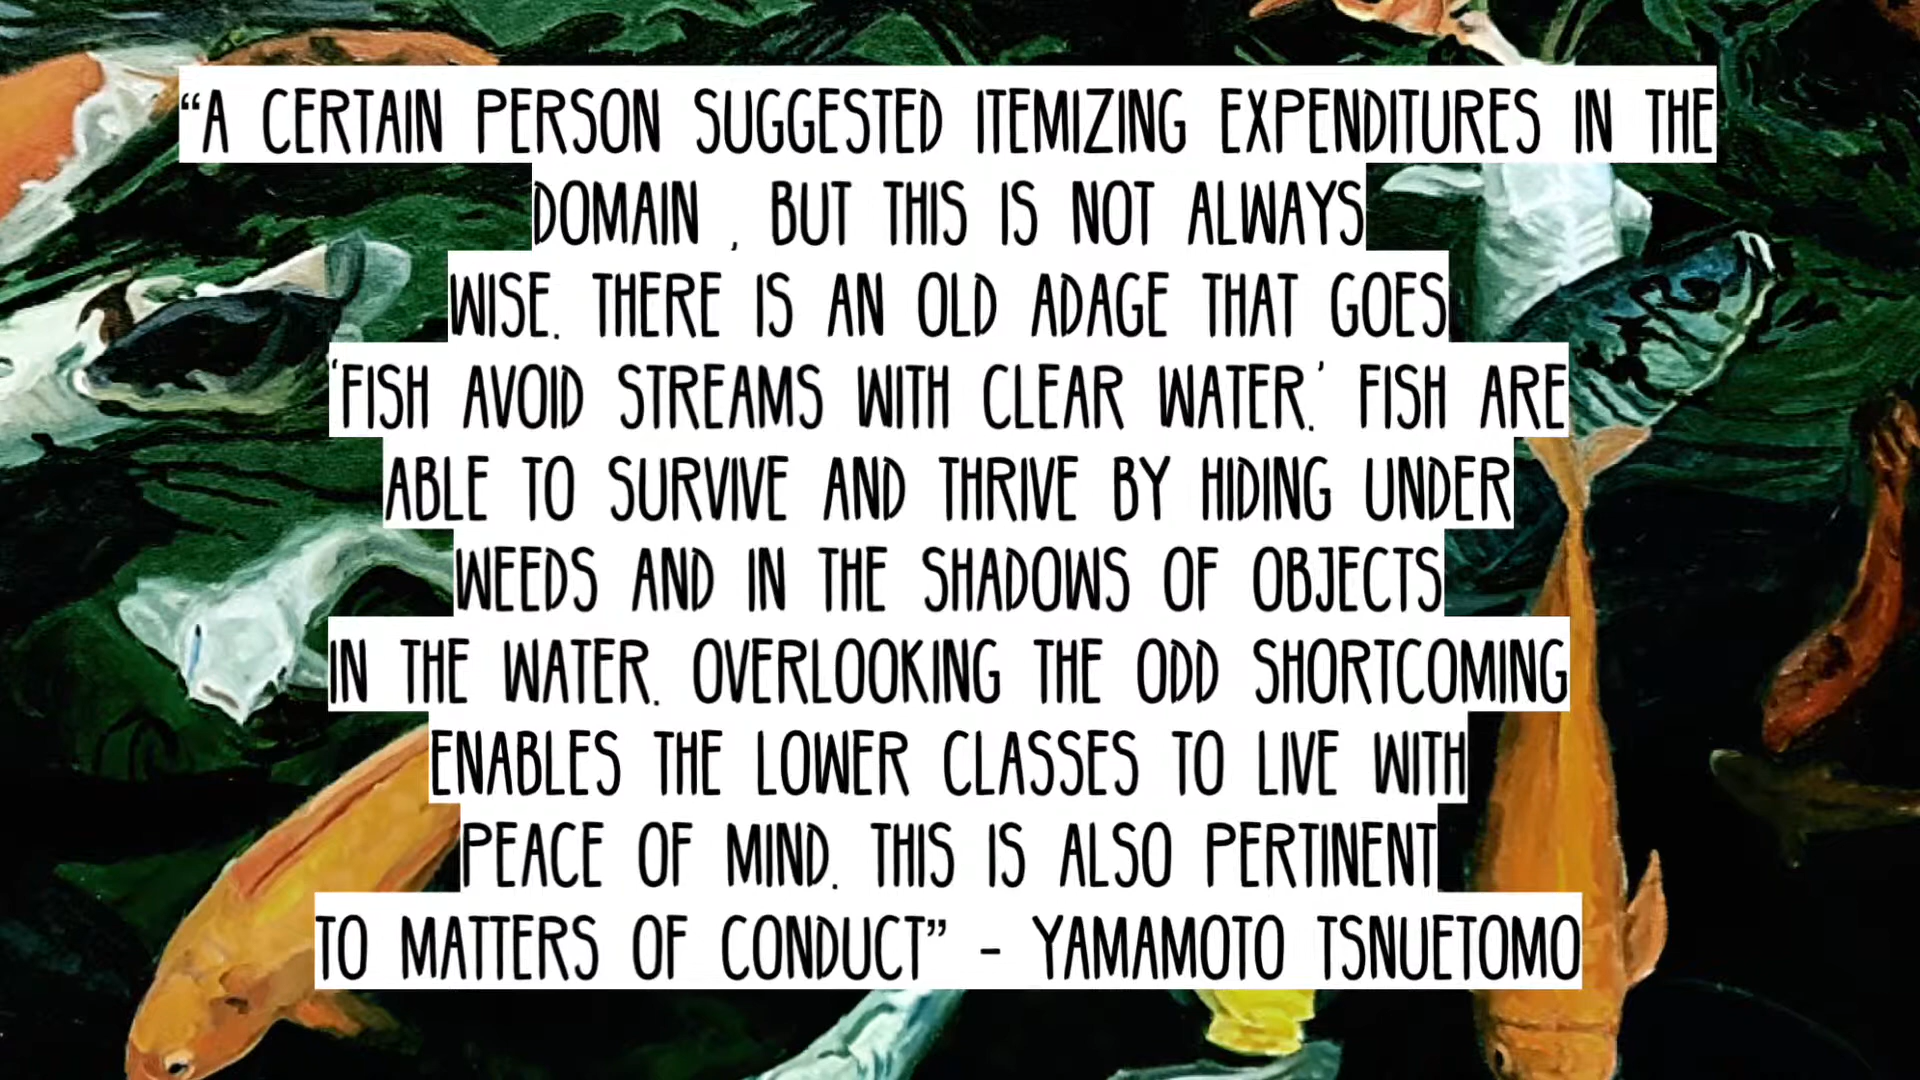 “A CERTAIN PERSON SUGGESTED ITEMIZING EXPENDITURES IN THE
DOMAIN , BUT THIS IS NOT ALWAYS
WISE. THERE IS AN OLD ADAGE THAT GOES
‘FISH AVOID STREAMS WITH CLEAR WATER.’ FISH ARE
ABLE TO SURVIVE AND THRIVE BY HIDING UNDER
WEEDS AND IN THE SHADOWS OF OBJECTS
IN THE WATER. OVERLOOKING THE ODD SHORTCOMING
ENABLES THE LOWER CLASSES TO LIVE WITH
PEACE OF MIND. THIS IS ALSO PERTINENT
TO MATTERS OF CONDUCT” - YAMAMOTO TSNUETOMO